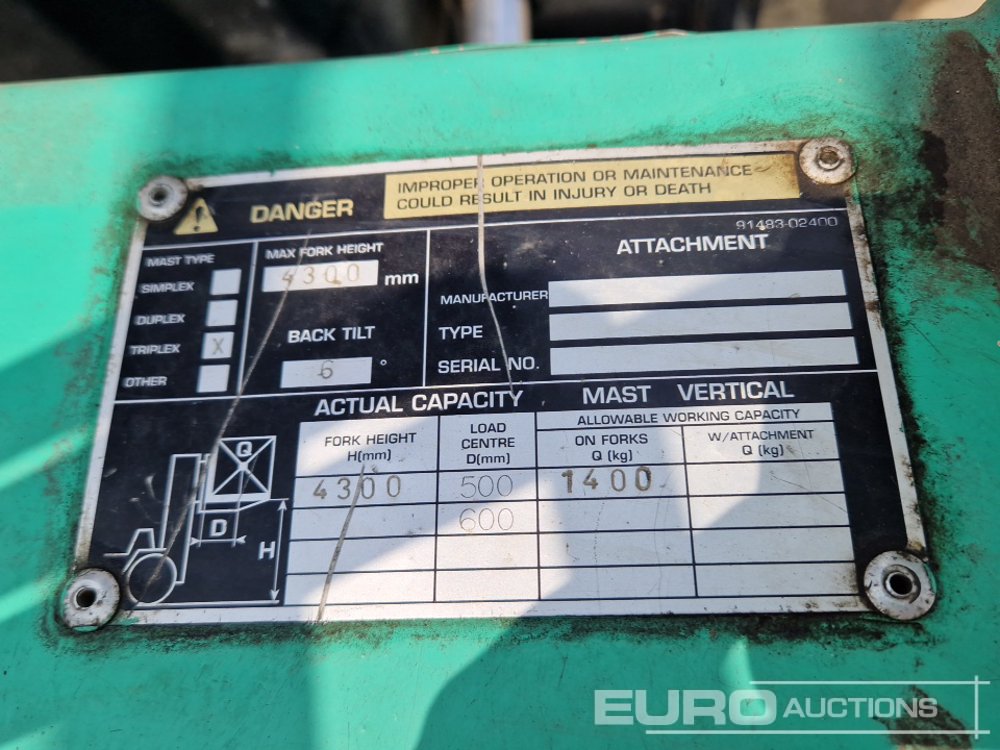 DANGER
IMPROPER OPERATION OR MAINTENANCE
COULD RESULT IN INJURY OR DEATH
91483-02400
MAST TYPE
SIMPLEX
DUPLEX
TRIPLEX X
OTHER
MAX FORK HEIGHT
4300 mm
BACK TILT
6 °
ATTACHMENT
MANUFACTURER
TYPE
SERIAL NO.
ACTUAL CAPACITY MAST VERTICAL
FORK HEIGHT
H(mm)
LOAD
CENTRE
D(mm)
ALLOWABLE WORKING CAPACITY
ON FORKS
Q (kg)
W/ATTACHMENT
Q (kg)
4300 500 1400
600
Q
D
H
EURO AUCTIONS